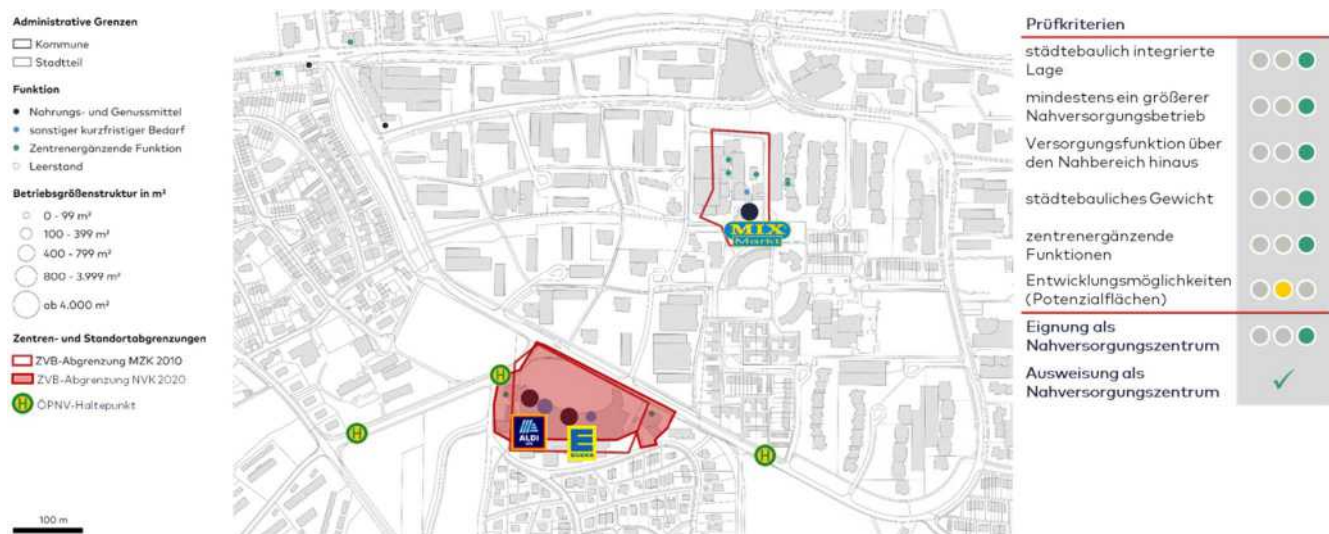 Administrative Grenzen
Kommune
Stadtteil
Funktion
Nahrungs- und Genussmittel
sonstiger kurzfristiger Bedarf
Zentrenergänzende Funktion
Leerstand
Betriebsgrößenstruktur in m²
0 - 99 m²
100 - 399 m²
400 - 799 m²
800 - 3.999 m²
ab 4.000 m²
Zentren- und Standortabgrenzungen
ZVB-Abgrenzung MZK 2010
ZVB-Abgrenzung NVK 2020
H ÖPNV-Haltepunkt
100 m
MIX
Markt
H
H
ALDI
E
EDEKA
H
Prüfkriterien
städtebaulich integrierte
Lage
mindestens ein größerer
Nahversorgungsbetrieb
Versorgungsfunktion über
den Nahbereich hinaus
städtebauliches Gewicht
zentrenergänzende
Funktionen
Entwicklungsmöglichkeiten
(Potenzialflächen)
Eignung als
Nahversorgungszentrum
Ausweisung als
Nahversorgungszentrum